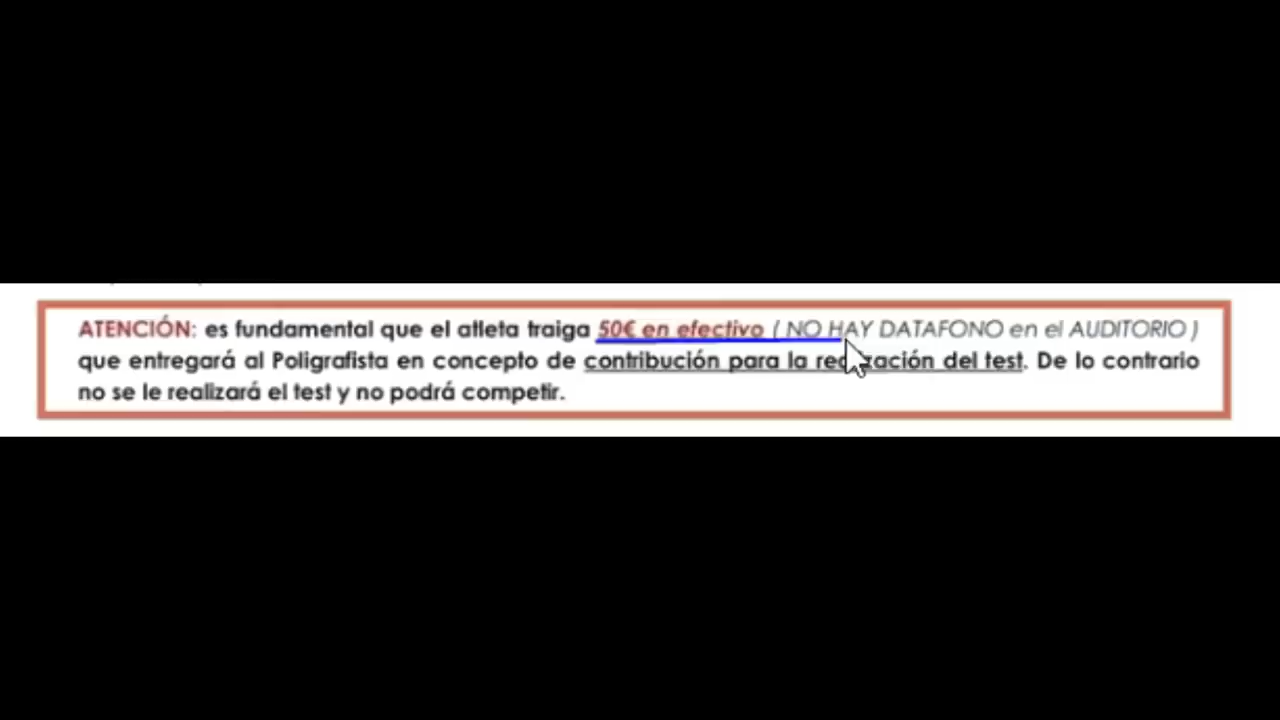 ATENCIÓN: es fundamental que el atleta traiga 50€ en efectivo ( NO HAY DATAFONO en el AUDITORIO )
que entregará al Poligrafista en concepto de contribución para la realización del test. De lo contrario
no se le realizará el test y no podrá competir.